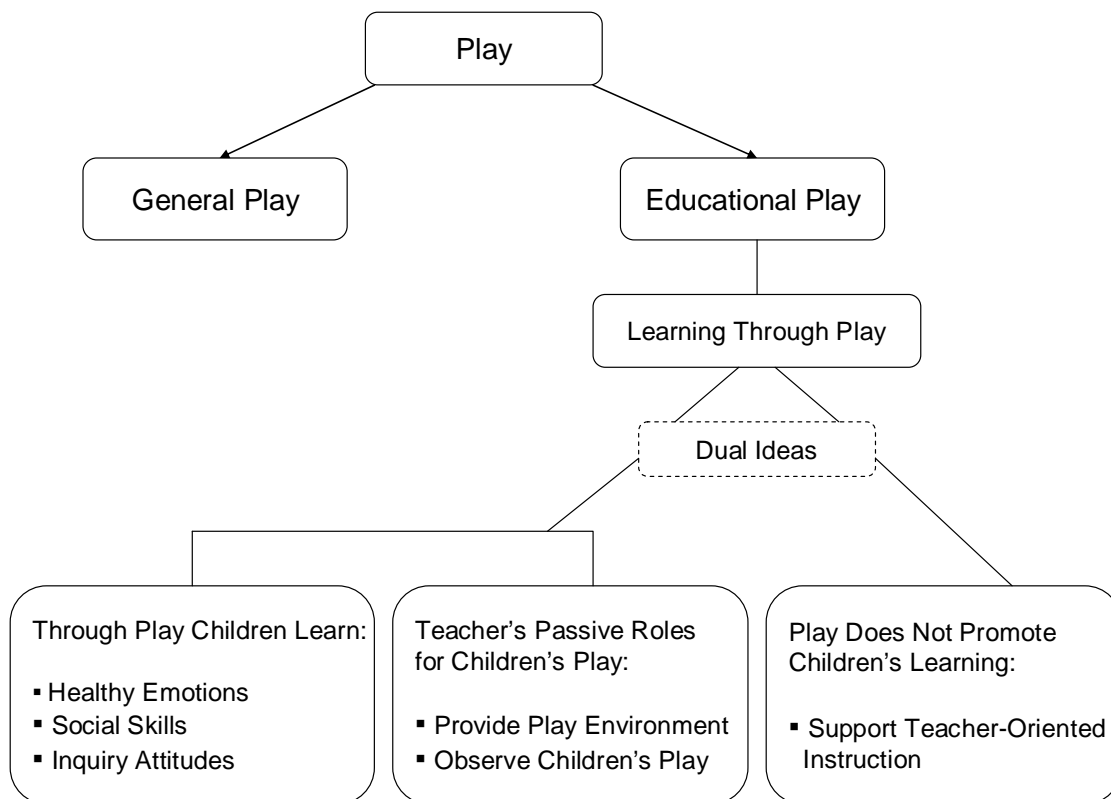 Play
General Play
Educational Play
Learning Through Play
Dual Ideas
Through Play Children Learn:
▪ Healthy Emotions
▪ Social Skills
▪ Inquiry Attitudes
Teacher’s Passive Roles
for Children’s Play:
▪ Provide Play Environment
▪ Observe Children’s Play
Play Does Not Promote
Children’s Learning:
▪ Support Teacher-Oriented
Instruction